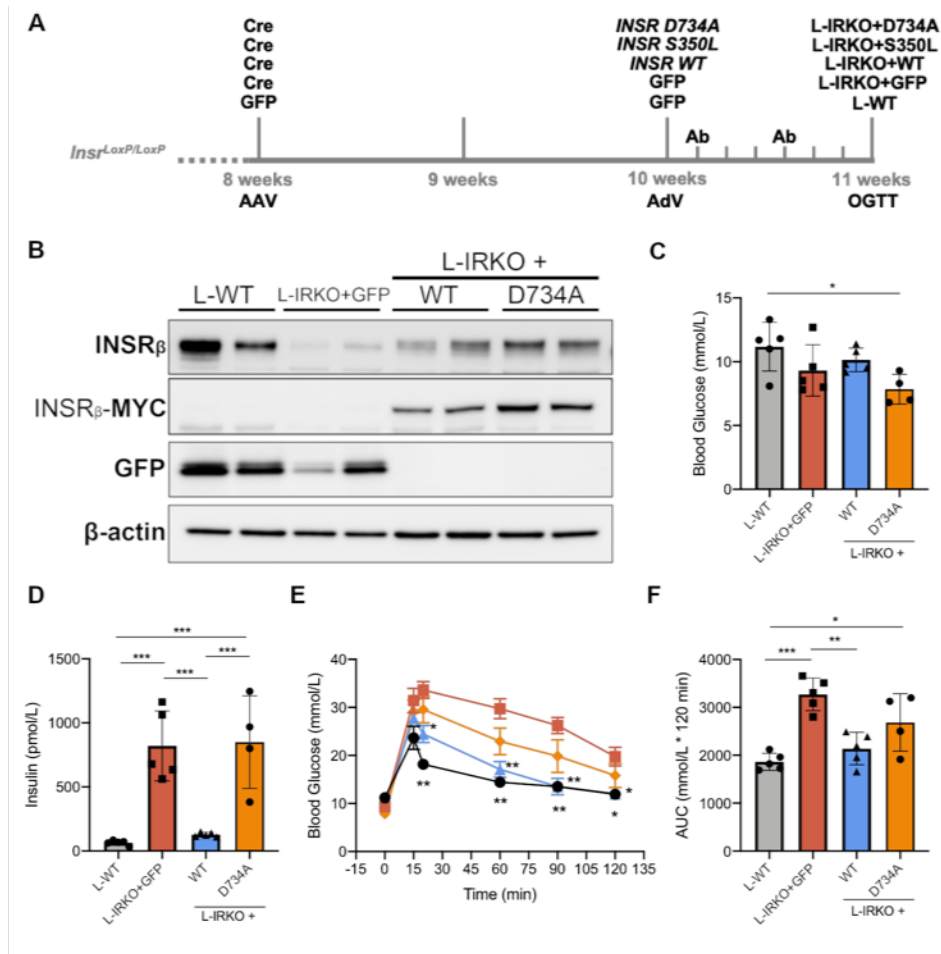 A
Cre
Cre
Cre
Cre
GFP
INSR D734A
INSR S350L
INSR WT
GFP
GFP
L-IRKO+D734A
L-IRKO+S350L
L-IRKO+WT
L-IRKO+GFP
L-WT
Ab Ab
Insr^LoxP/LoxP
8 weeks 9 weeks 10 weeks 11 weeks
AAV AdV OGTT
B
L-IRKO +
L-WT L-IRKO+GFP WT D734A
INSRβ
INSRβ-MYC
GFP
β-actin
C
Blood Glucose (mmol/L)
15
10
5
0
*
L-WT
L-IRKO+GFP
WT
D734A
L-IRKO +
D
Insulin (pmol/L)
1500
1000
500
0
***
*** ***
***
L-WT
L-IRKO+GFP
WT
D734A
L-IRKO +
E
Blood Glucose (mmol/L)
40
30
20
10
0
*
** ** ** *
** ** *
-15 0 15 30 45 60 75 90 105 120 135
Time (min)
F
AUC (mmol/L * 120 min)
4000
3000
2000
1000
0
*
*** **
L-WT
L-IRKO+GFP
WT
D734A
L-IRKO +